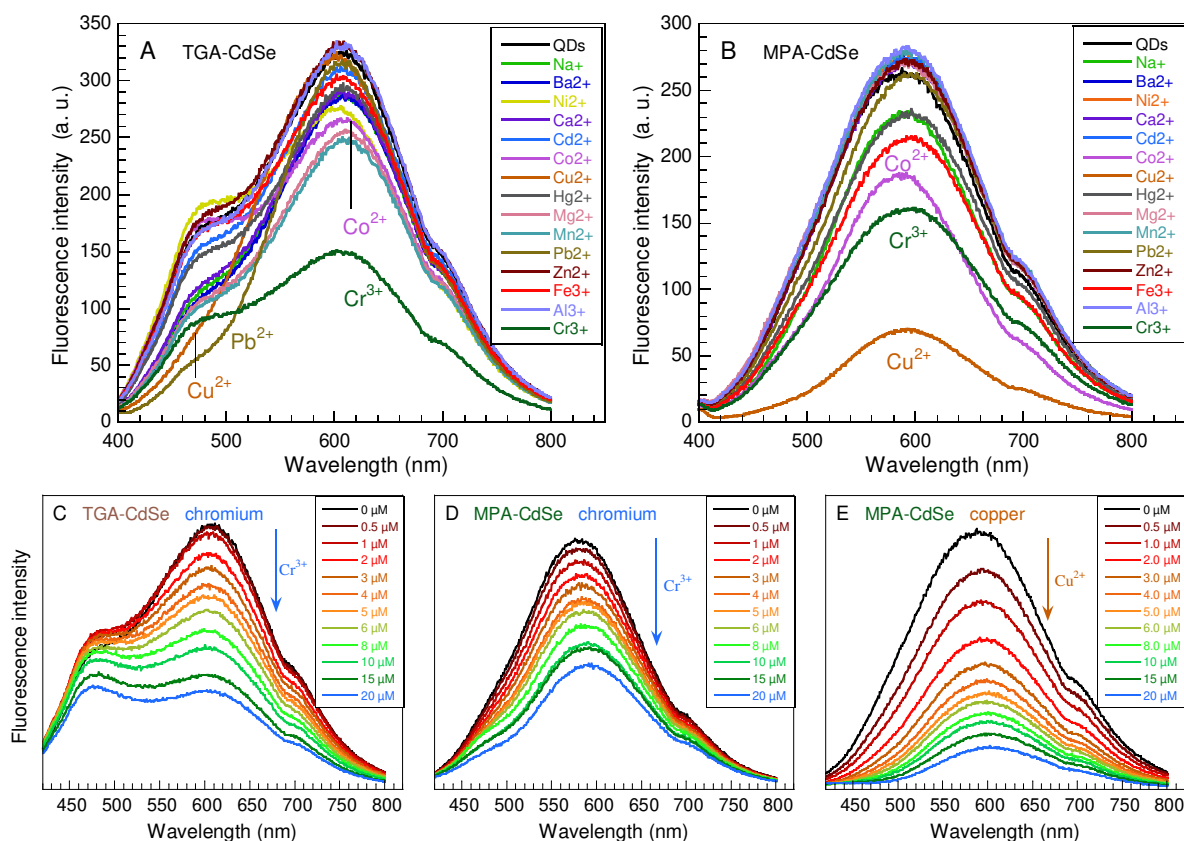 A TGA-CdSe
Fluorescence intensity (a. u.)
350
300
250
200
150
100
50
0
400 500 600 700 800
Wavelength (nm)
QDs
Na+
Ba2+
Ni2+
Ca2+
Cd2+
Co2+
Cu2+
Hg2+
Mg2+
Mn2+
Pb2+
Zn2+
Fe3+
Al3+
Cr3+
Co²⁺
Cr³⁺
Pb²⁺
Cu²⁺
B MPA-CdSe
Fluorescence intensity (a. u.)
300
250
200
150
100
50
0
400 500 600 700 800
Wavelength (nm)
QDs
Na+
Ba2+
Ni2+
Ca2+
Cd2+
Co2+
Cu2+
Hg2+
Mg2+
Mn2+
Pb2+
Zn2+
Fe3+
Al3+
Cr3+
Co²⁺
Cr³⁺
Cu²⁺
C TGA-CdSe chromium
Fluorescence intensity
0 µM
0.5 µM
1 µM
2 µM
3 µM
4 µM
5 µM
6 µM
8 µM
10 µM
15 µM
20 µM
Cr³⁺
450 500 550 600 650 700 750 800
Wavelength (nm)
D MPA-CdSe chromium
0 µM
0.5 µM
1 µM
2 µM
3 µM
4 µM
5 µM
6 µM
8 µM
10 µM
15 µM
20 µM
Cr³⁺
450 500 550 600 650 700 750 800
Wavelength (nm)
E MPA-CdSe copper
0 µM
0.5 µM
1.0 µM
2.0 µM
3.0 µM
4.0 µM
5.0 µM
6.0 µM
8.0 µM
10 µM
15 µM
20 µM
Cu²⁺
450 500 550 600 650 700 750 800
Wavelength (nm)